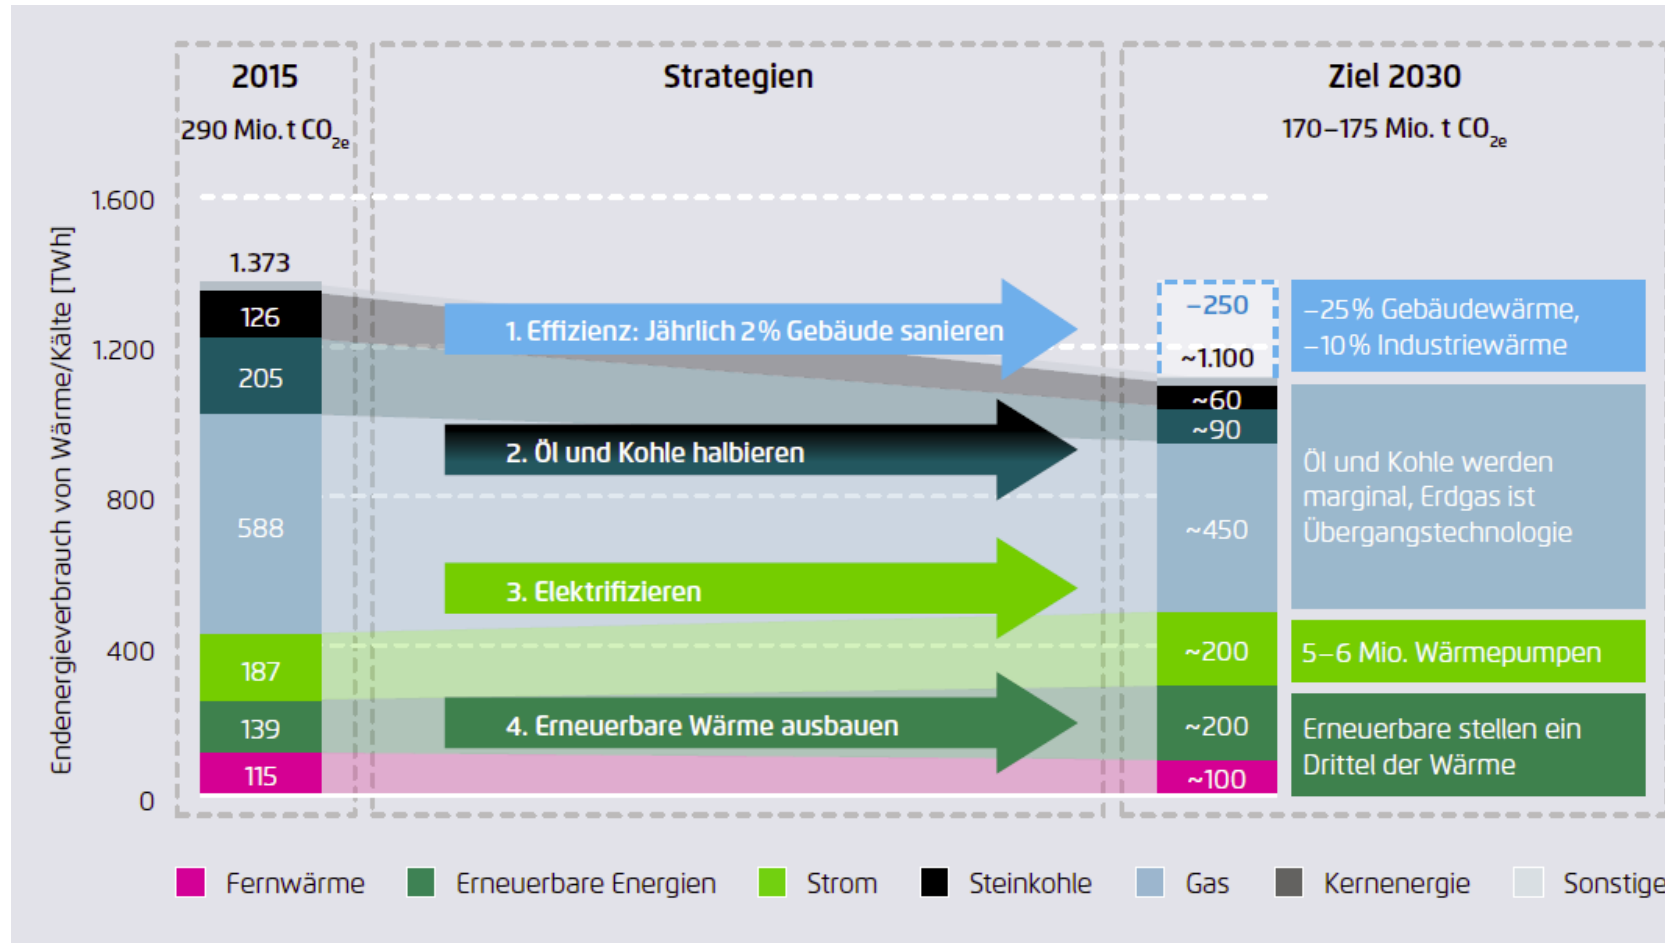 2015
290 Mio. t CO2e
Strategien
Ziel 2030
170–175 Mio. t CO2e
Endenergieverbrauch von Wärme/Kälte [TWh]
1.600
1.200
800
400
0
1.373
126
205
588
187
139
115
1. Effizienz: Jährlich 2% Gebäude sanieren
2. Öl und Kohle halbieren
3. Elektrifizieren
4. Erneuerbare Wärme ausbauen
–250
~1.100
~60
~90
~450
~200
~200
~100
–25% Gebäudewärme,
–10% Industriewärme
Öl und Kohle werden
marginal, Erdgas ist
Übergangstechnologie
5–6 Mio. Wärmepumpen
Erneuerbare stellen ein
Drittel der Wärme
Fernwärme Erneuerbare Energien Strom Steinkohle Gas Kernenergie Sonstige